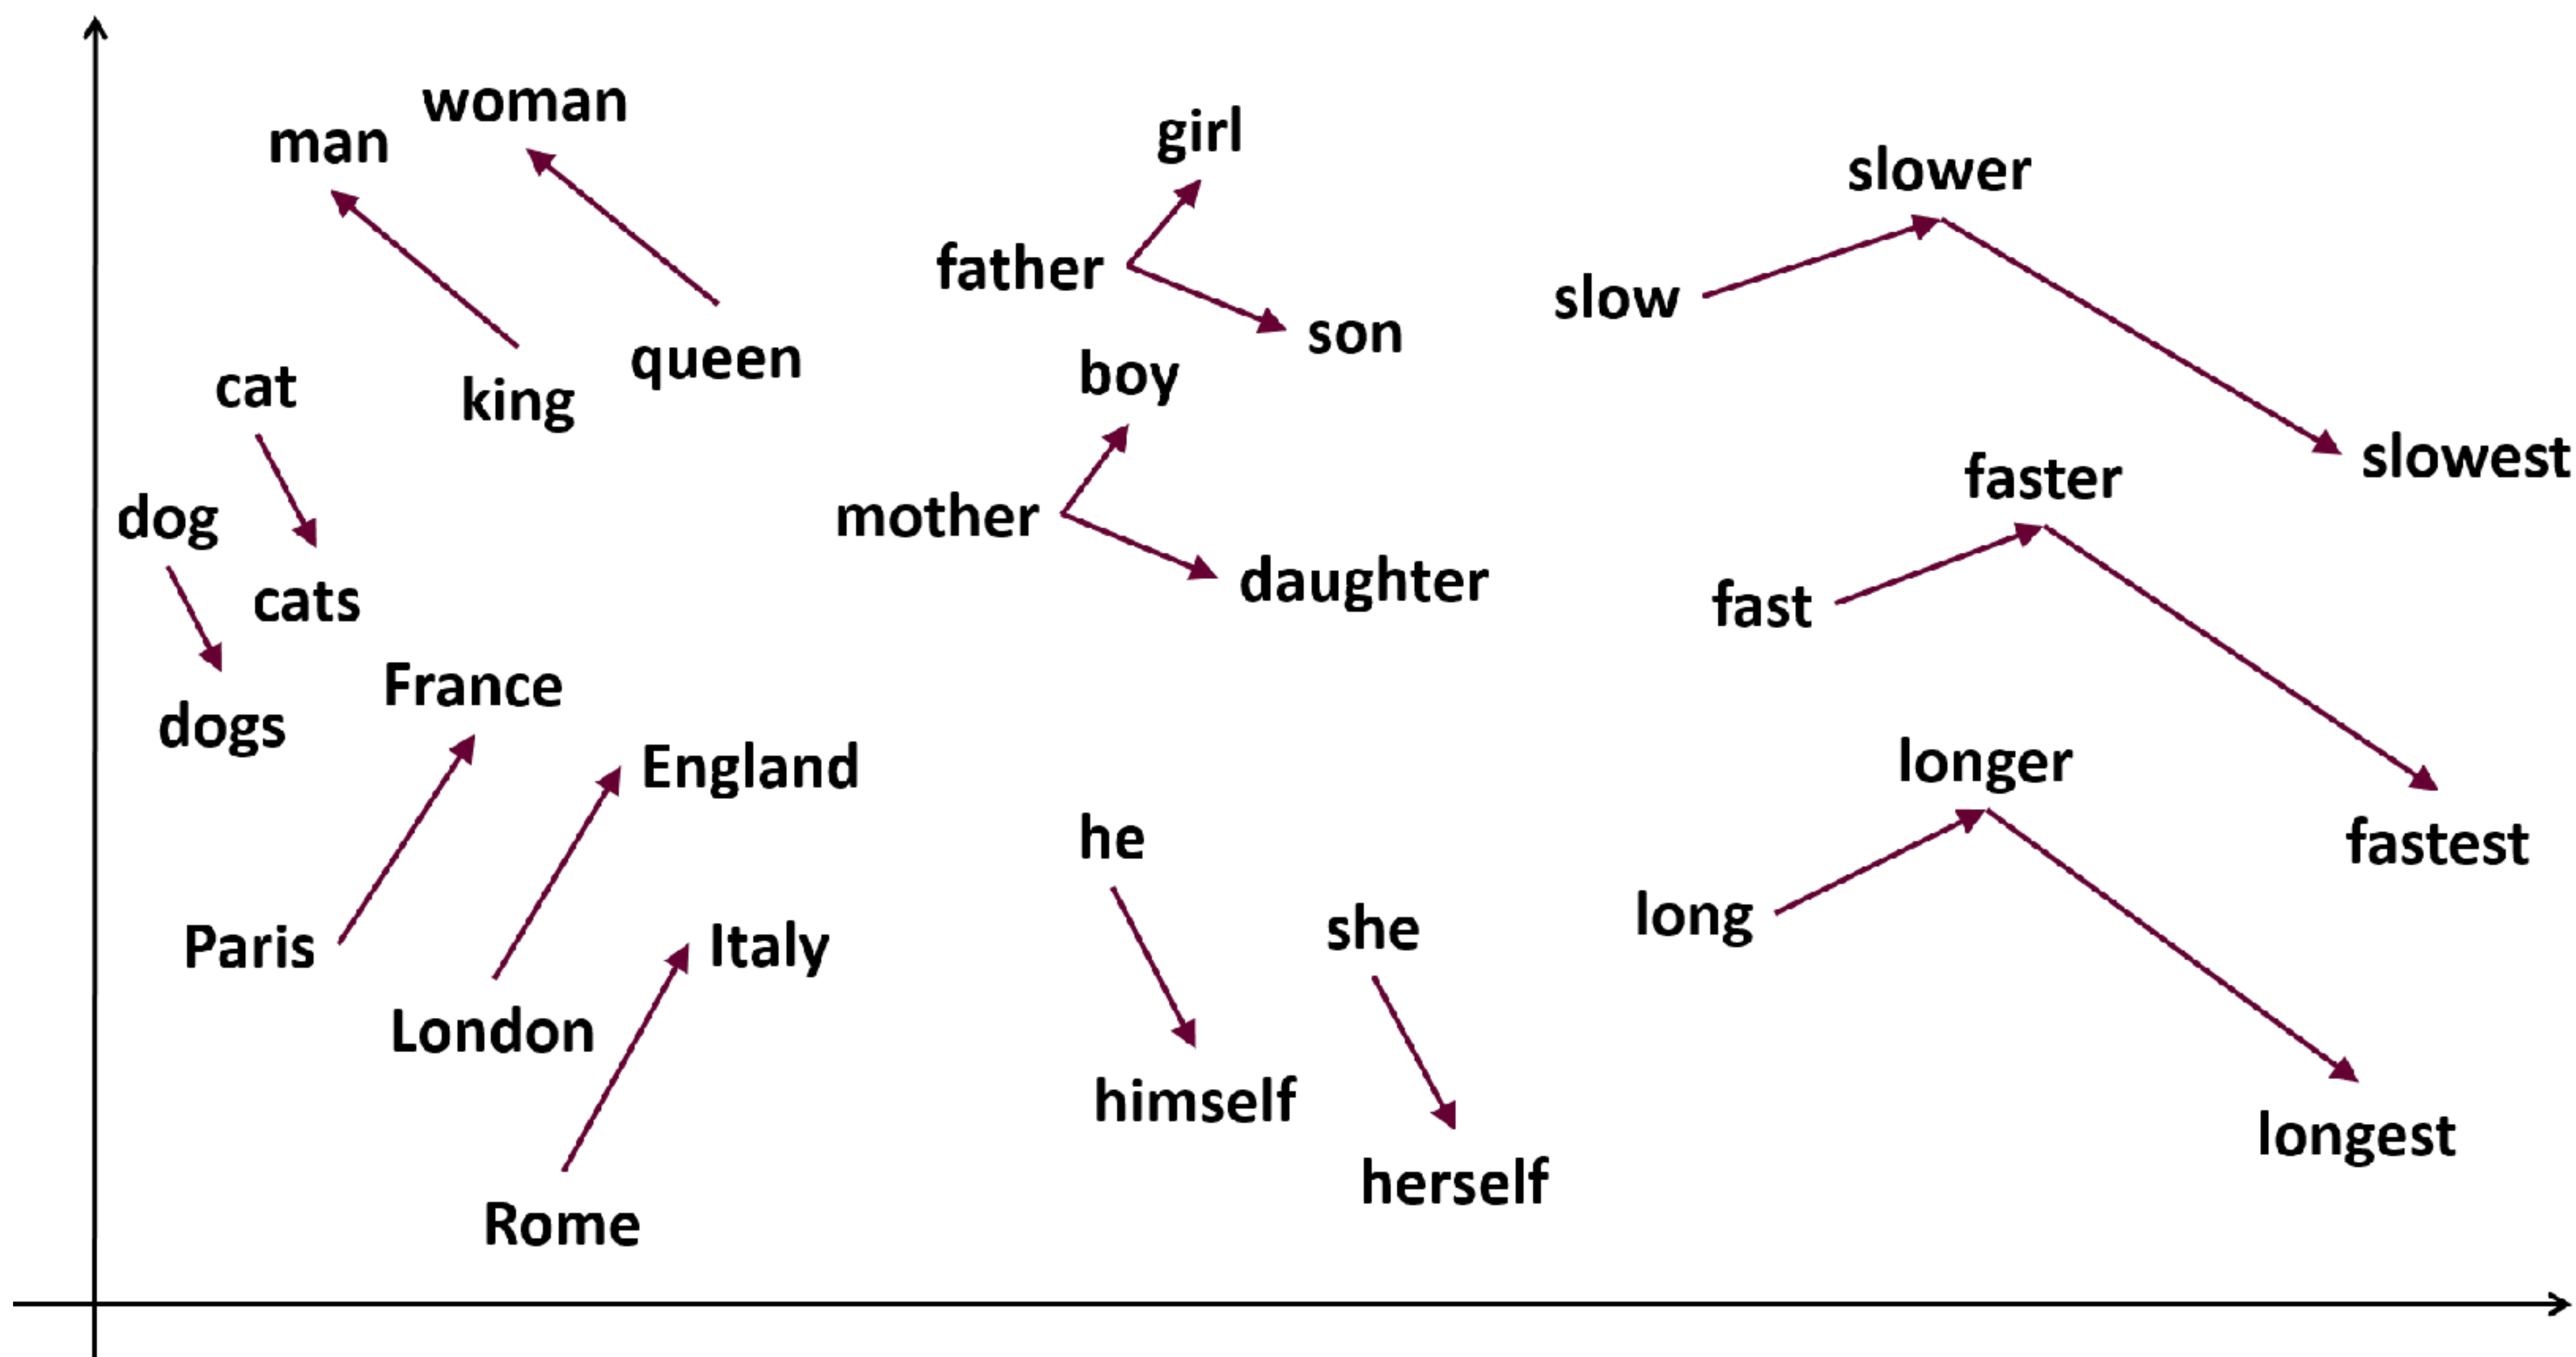 woman
man
girl
slower
father
slow
son
queen
boy
cat
king
slowest
faster
dog
mother
daughter
cats
fast
France
dogs
England
longer
he
fastest
long
she
Paris
Italy
London
himself
longest
herself
Rome